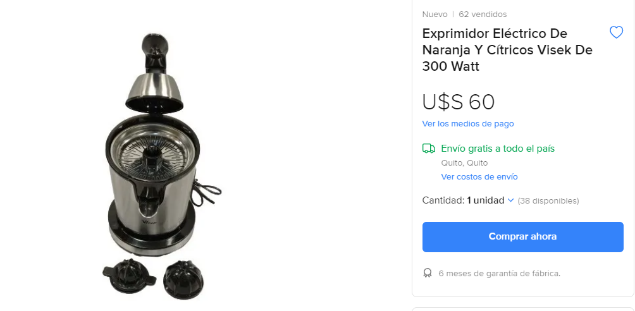 Nuevo | 62 vendidos
Exprimidor Eléctrico De
Naranja Y Cítricos Visek De
300 Watt
U$S 60
Ver los medios de pago
Envío gratis a todo el país
Quito, Quito
Ver costos de envío
Cantidad: 1 unidad (38 disponibles)
Comprar ahora
6 meses de garantía de fábrica.